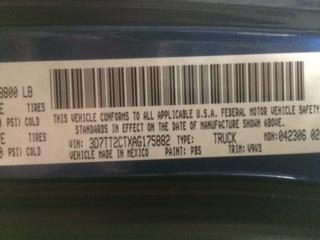 8800 LB
TIRES
PSI) COLD
THIS VEHICLE CONFORMS TO ALL APPLICABLE U.S.A. FEDERAL MOTOR VEHICLE SAFETY
STANDARDS IN EFFECT ON THE DATE OF MANUFACTURE SHOWN ABOVE
TIRES
PSI) COLD
VIN: 3D7TT2CTXAG175882 TYPE: TRUCK MDH: 042306 02
VEHICLE MADE IN MEXICO PAINT: PBS TRIM: V9V3